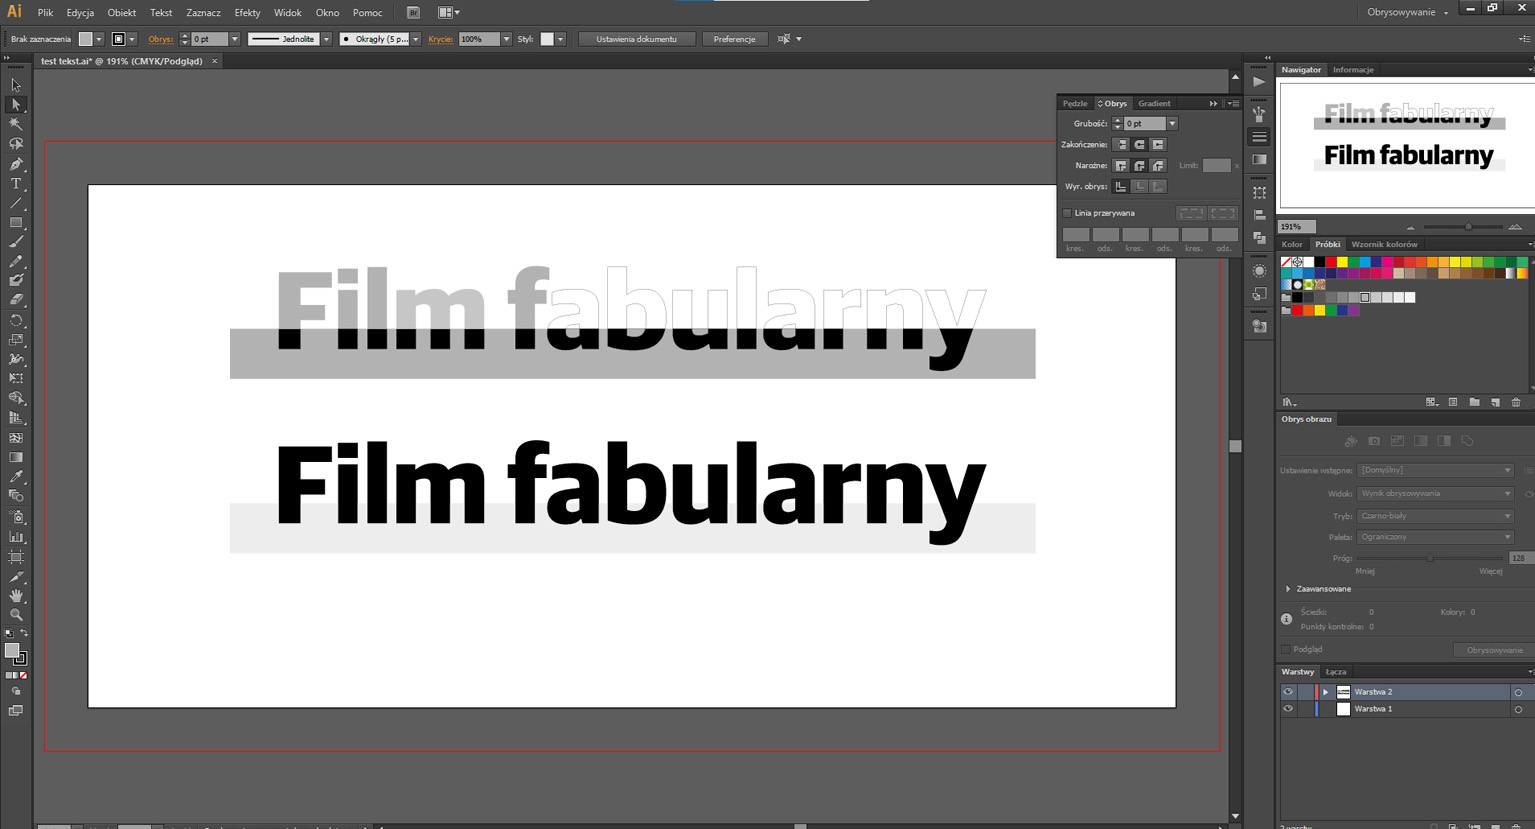 Ai Plik Edycja Obiekt Tekst Zaznacz Efekty Widok Okno Pomoc Br Obrysowywanie
Brak zaznaczenia Obrys: 0 pt Jednolite Okrągły (5 p... Krycie: 100% Styl: Ustawienia dokumentu Preferencje
test tekst.ai* @ 191% (CMYK/Podgląd) ×
Pędzle Obrys Gradient
Grubość: 0 pt
Zakończenie:
Narożne: Limit: x
Wyr. obrys:
Linia przerywana
kres. ods. kres. ods. kres. ods.
Film fabularny
Film fabularny
Nawigator Informacje
Film fabularny
Film fabularny
191%
Kolor Próbki Wzornik kolorów
Obrys obrazu
Ustawienie wstępne: [Domyślny]
Widok: Wynik obrysowywania
Tryb: Czarno-biały
Paleta: Ograniczony
Próg: 128
Mniej Więcej
Zaawansowane
Ścieżki: 0 Kolory: 0
Punkty kontrolne: 0
Podgląd Obrysowywanie
Warstwy Łącza
Warstwa 2
Warstwa 1